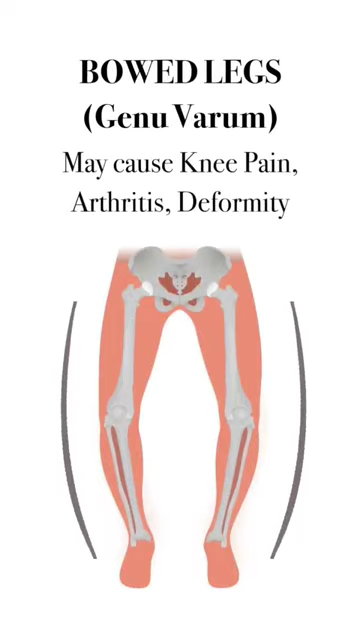 BOWED LEGS
(Genu Varum)
May cause Knee Pain,
Arthritis, Deformity